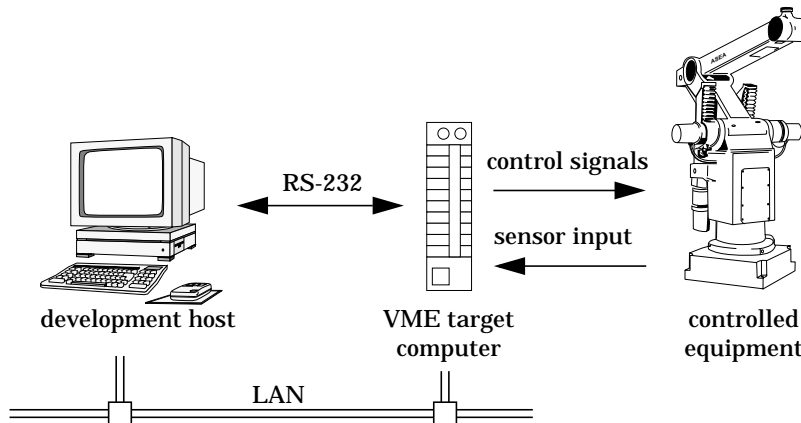 ASEA
control signals
RS-232
sensor input
development host
VME target
computer
controlled
equipment
LAN